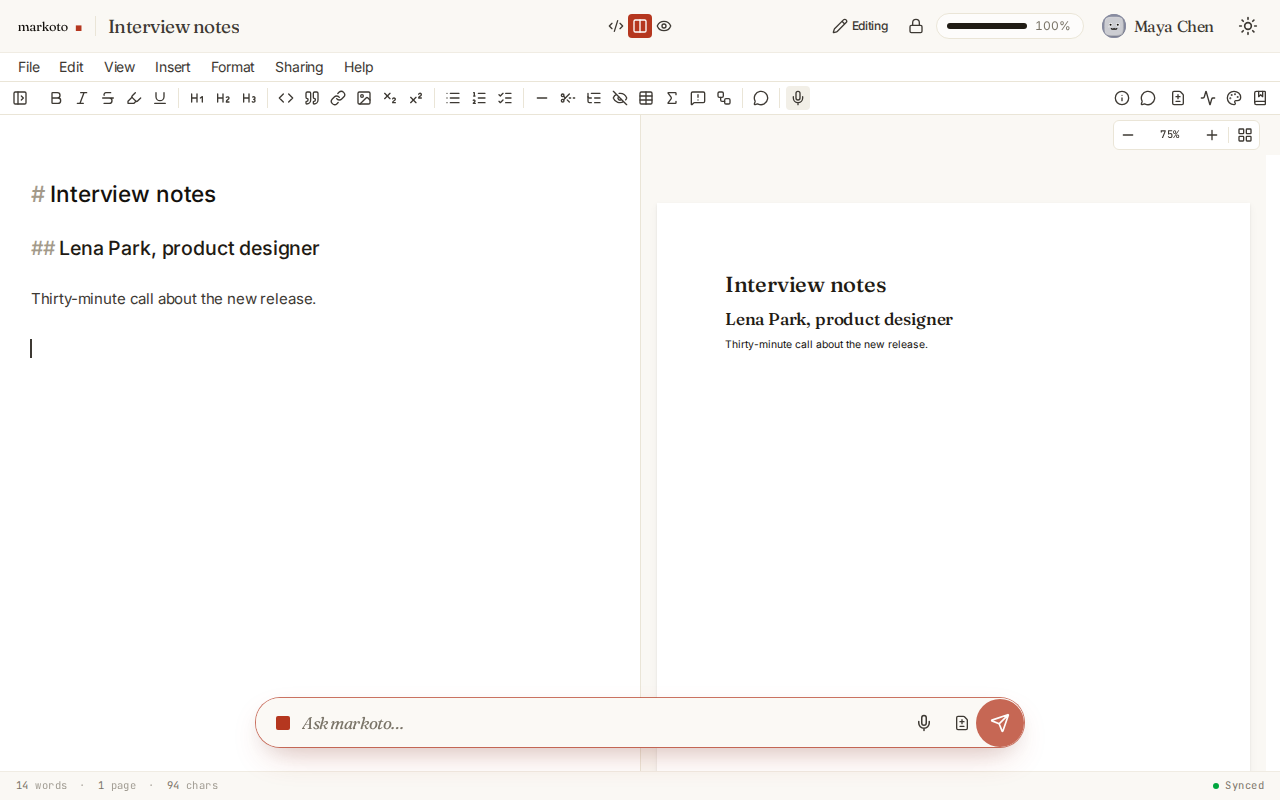 markoto
Interview notes
Editing
100%
Maya Chen
File Edit View Insert Format Sharing Help
H1 H2 H3
75%
# Interview notes
## Lena Park, product designer
Thirty-minute call about the new release.
Interview notes
Lena Park, product designer
Thirty-minute call about the new release.
Ask markoto...
14 words · 1 page · 94 chars
Synced